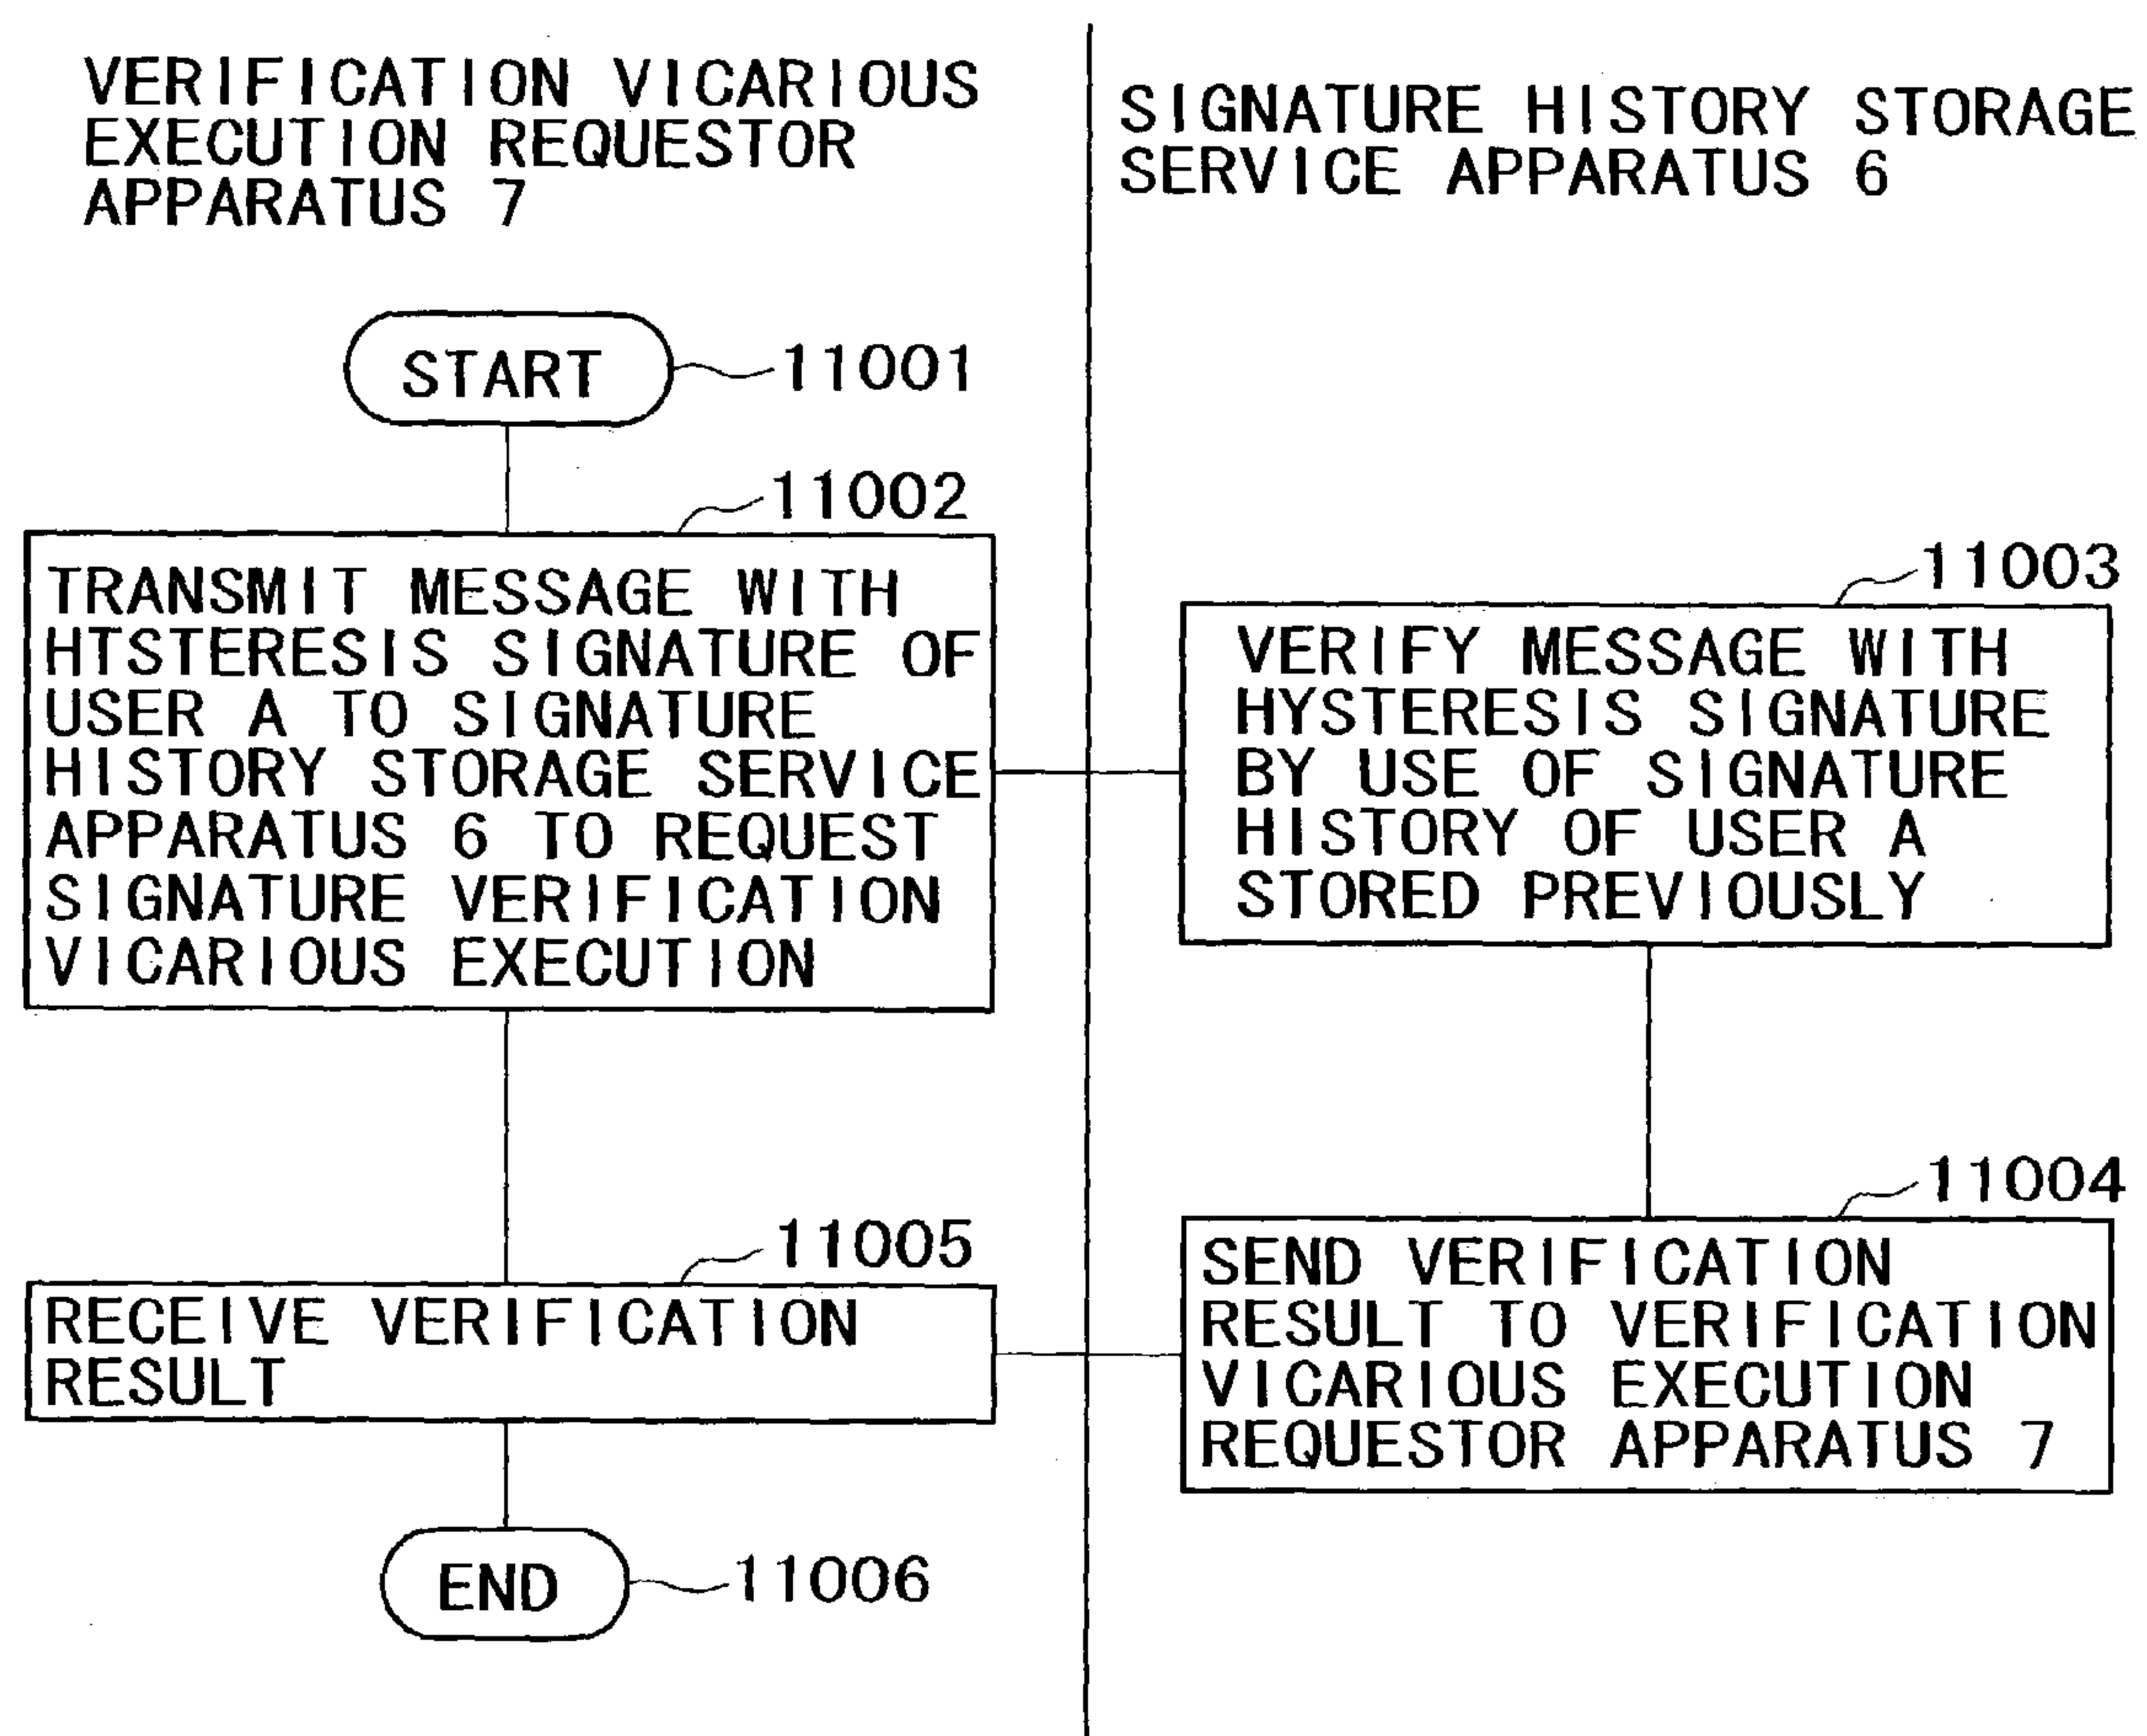 VERIFICATION VICARIOUS
EXECUTION REQUESTOR
APPARATUS 7
SIGNATURE HISTORY STORAGE
SERVICE APPARATUS 6
START
11001
11002
TRANSMIT MESSAGE WITH
HTSTERESIS SIGNATURE OF
USER A TO SIGNATURE
HISTORY STORAGE SERVICE
APPARATUS 6 TO REQUEST
SIGNATURE VERIFICATION
VICARIOUS EXECUTION
11003
VERIFY MESSAGE WITH
HYSTERESIS SIGNATURE
BY USE OF SIGNATURE
HISTORY OF USER A
STORED PREVIOUSLY
11004
SEND VERIFICATION
RESULT TO VERIFICATION
VICARIOUS EXECUTION
REQUESTOR APPARATUS 7
11005
RECEIVE VERIFICATION
RESULT
END
11006